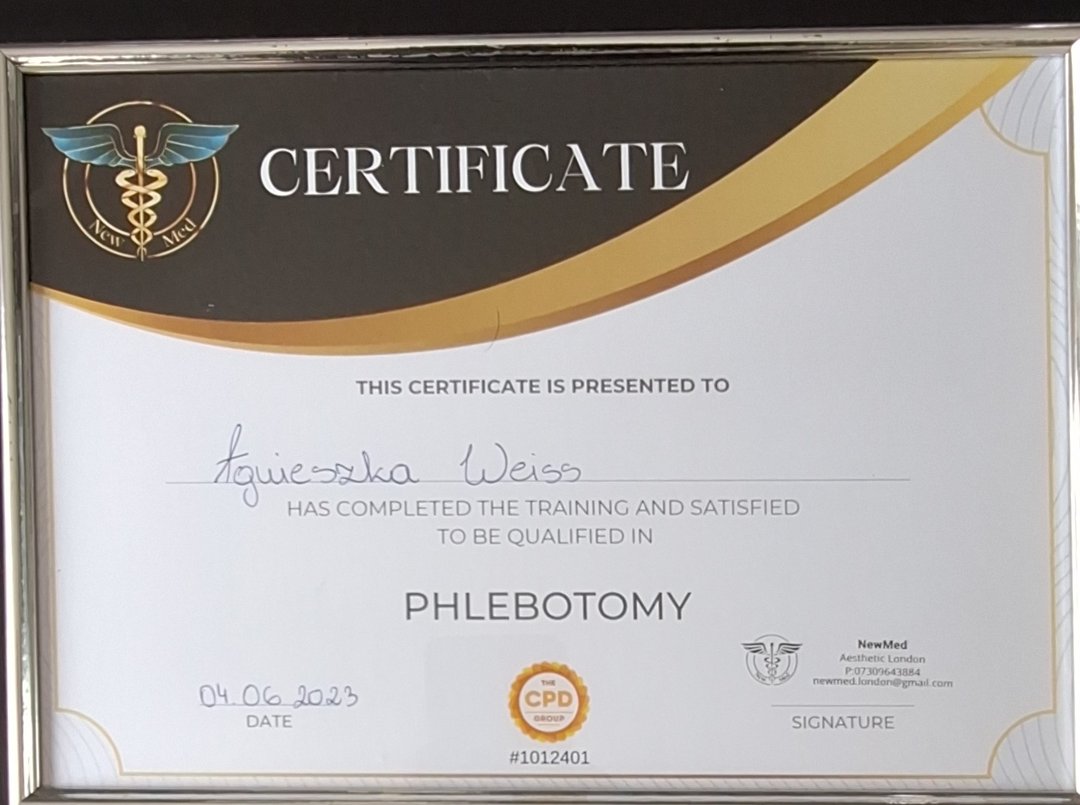 CERTIFICATE
New Med
THIS CERTIFICATE IS PRESENTED TO
Agnieszka Weiss
HAS COMPLETED THE TRAINING AND SATISFIED
TO BE QUALIFIED IN
PHLEBOTOMY
NewMed
Aesthetic London
P:07309643884
newmed.london@gmail.com
04.06.2023
DATE
THE
CPD
GROUP
#1012401
SIGNATURE